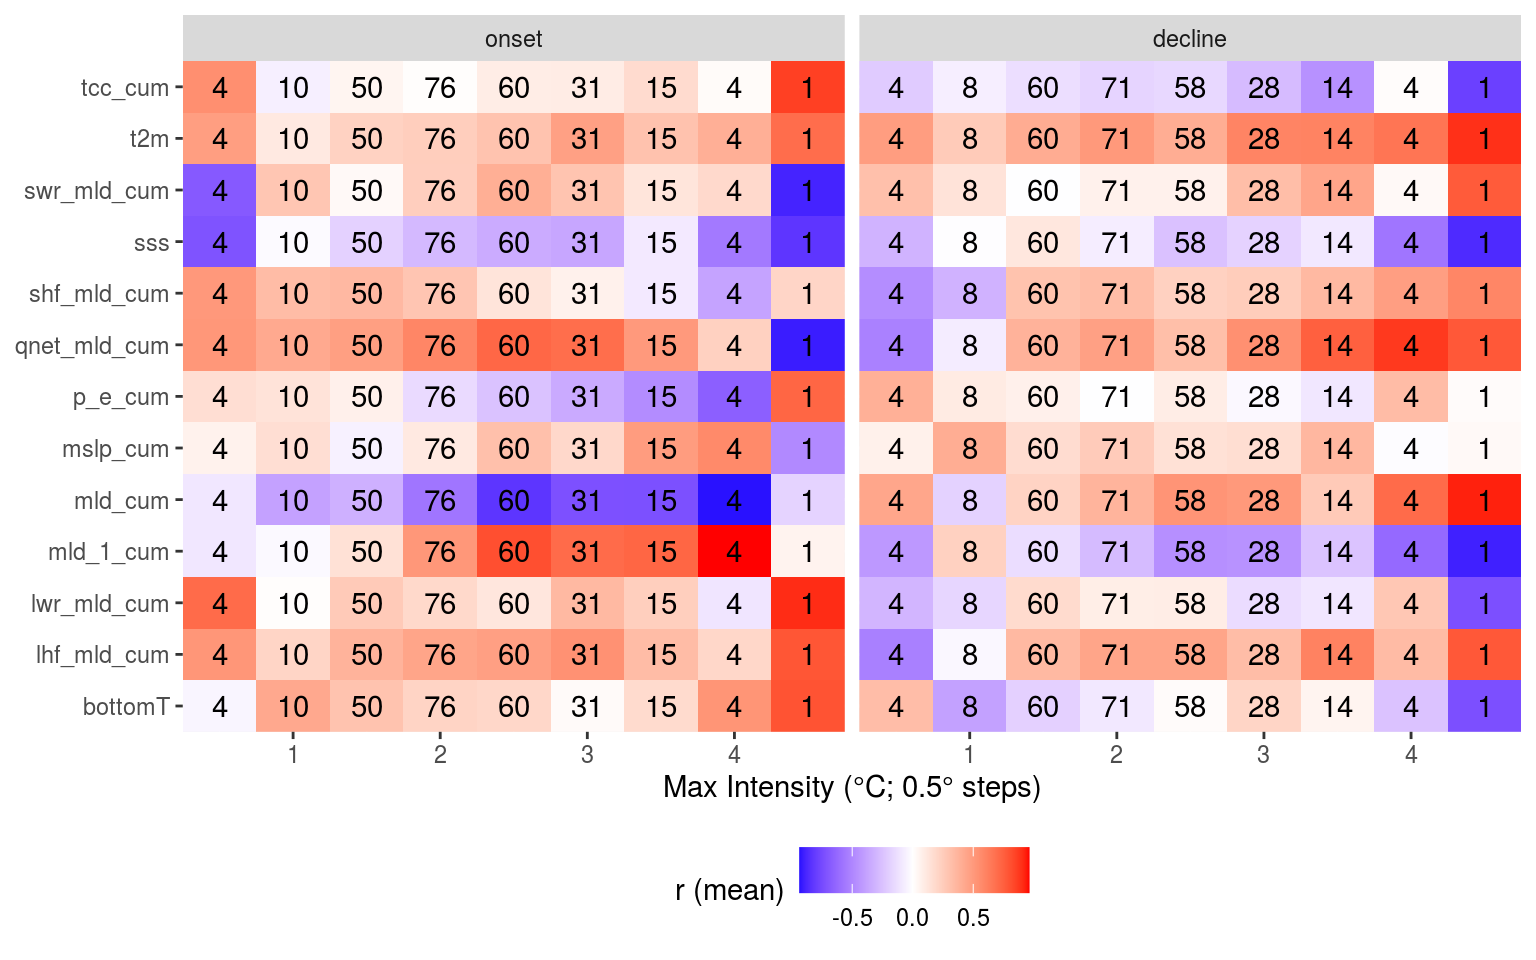 onset decline
tcc_cum 4 10 50 76 60 31 15 4 1 4 8 60 71 58 28 14 4 1
t2m 4 10 50 76 60 31 15 4 1 4 8 60 71 58 28 14 4 1
swr_mld_cum 4 10 50 76 60 31 15 4 1 4 8 60 71 58 28 14 4 1
sss 4 10 50 76 60 31 15 4 1 4 8 60 71 58 28 14 4 1
shf_mld_cum 4 10 50 76 60 31 15 4 1 4 8 60 71 58 28 14 4 1
qnet_mld_cum 4 10 50 76 60 31 15 4 1 4 8 60 71 58 28 14 4 1
p_e_cum 4 10 50 76 60 31 15 4 1 4 8 60 71 58 28 14 4 1
mslp_cum 4 10 50 76 60 31 15 4 1 4 8 60 71 58 28 14 4 1
mld_cum 4 10 50 76 60 31 15 4 1 4 8 60 71 58 28 14 4 1
mld_1_cum 4 10 50 76 60 31 15 4 1 4 8 60 71 58 28 14 4 1
lwr_mld_cum 4 10 50 76 60 31 15 4 1 4 8 60 71 58 28 14 4 1
lhf_mld_cum 4 10 50 76 60 31 15 4 1 4 8 60 71 58 28 14 4 1
bottomT 4 10 50 76 60 31 15 4 1 4 8 60 71 58 28 14 4 1
1 2 3 4 1 2 3 4
Max Intensity (°C; 0.5° steps)
r (mean)
-0.5 0.0 0.5